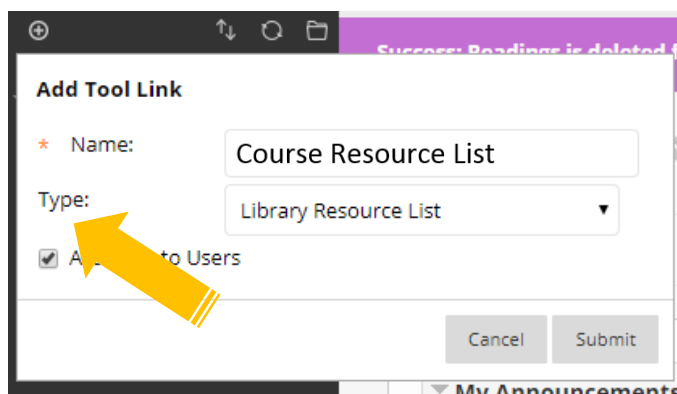 Success: Readings is deleted f
Add Tool Link
* Name:
Course Resource List
Type:
Library Resource List
to Users
Cancel
Submit
My Announcements